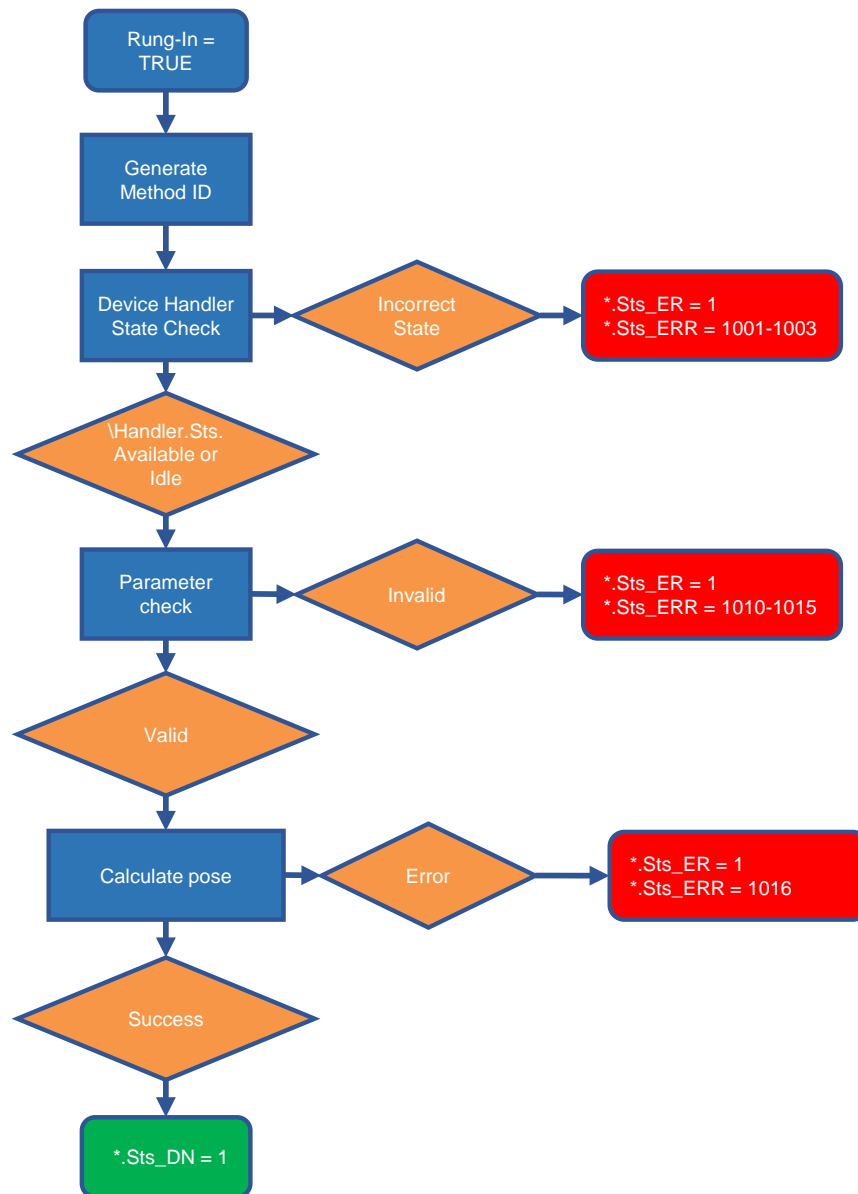 Rung-In =
TRUE
Generate
Method ID
Device Handler
State Check
Incorrect
State
*.Sts_ER = 1
*.Sts_ERR = 1001-1003
\Handler.Sts.
Available or
Idle
Parameter
check
Invalid
*.Sts_ER = 1
*.Sts_ERR = 1010-1015
Valid
Calculate pose
Error
*.Sts_ER = 1
*.Sts_ERR = 1016
Success
*.Sts_DN = 1